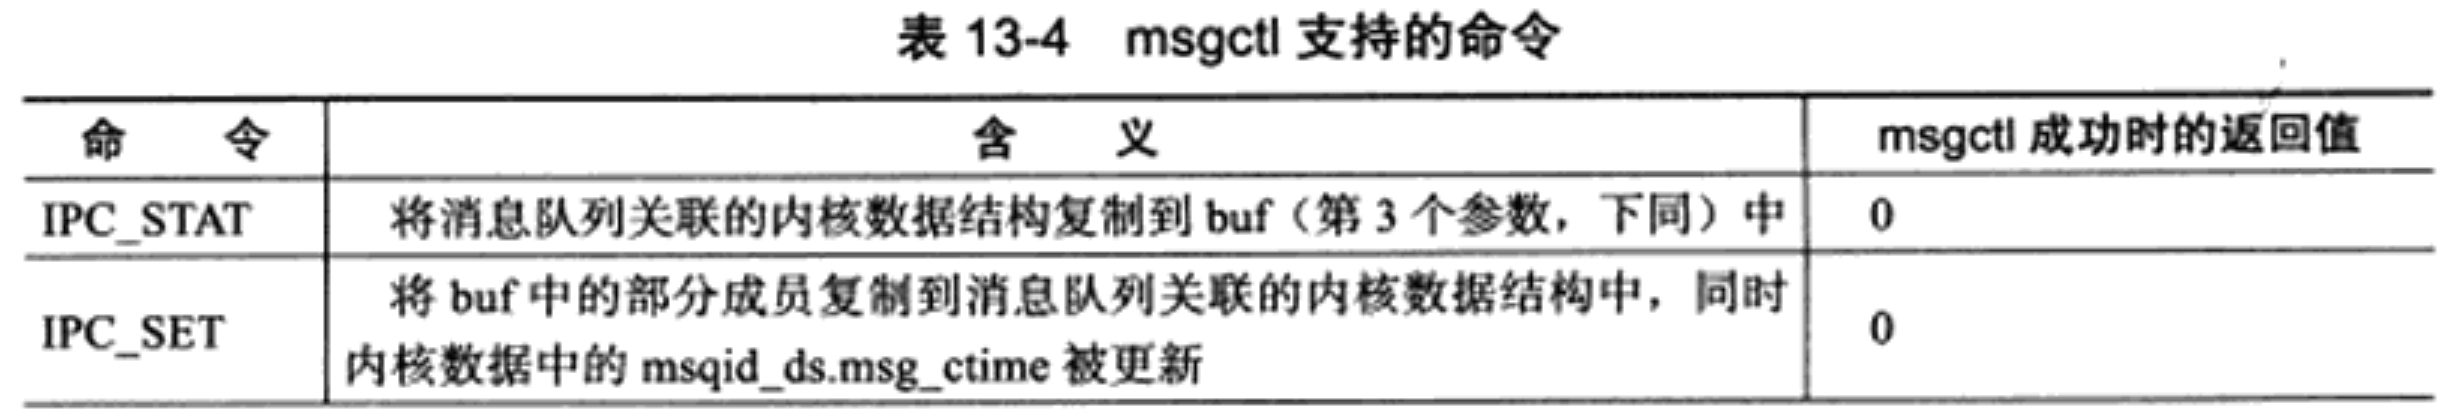 表 13-4 msgctl 支持的命令
命 令 含 义 msgctl 成功时的返回值
IPC_STAT 将消息队列关联的内核数据结构复制到 buf（第 3 个参数，下同）中 0
将 buf 中的部分成员复制到消息队列关联的内核数据结构中，同时
IPC_SET 0
内核数据中的 msqid_ds.msg_ctime 被更新